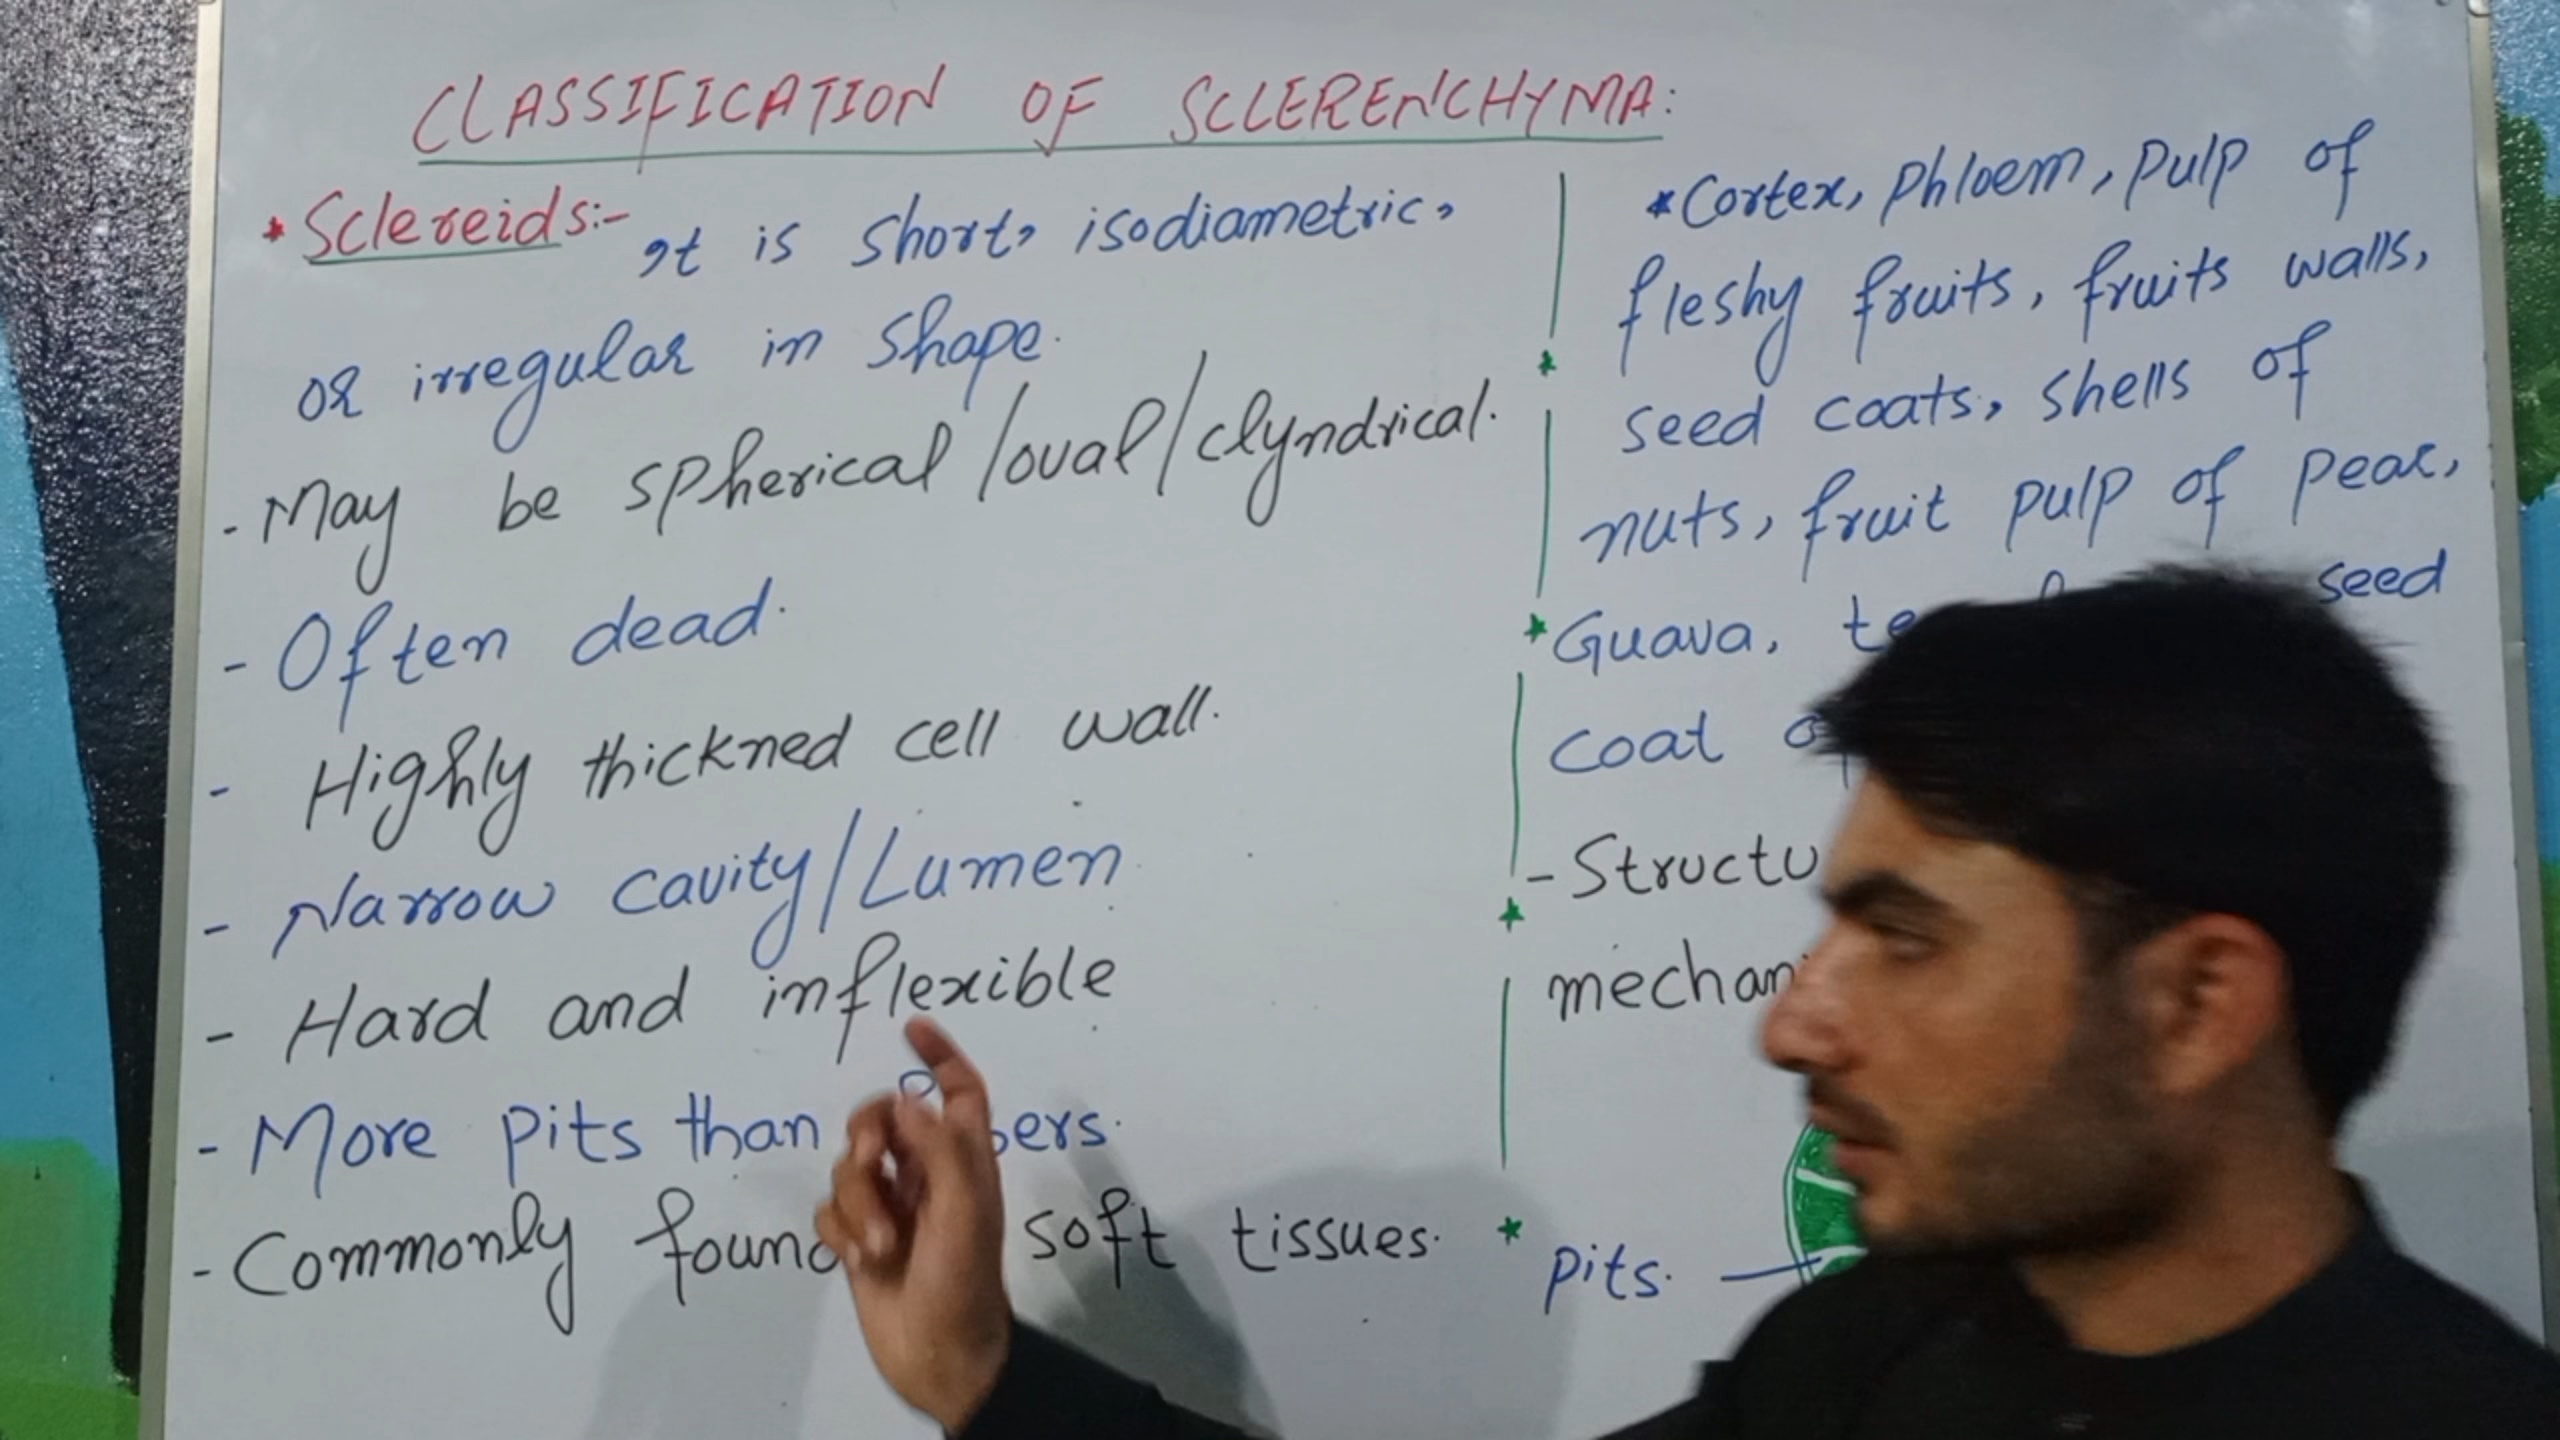 CLASSIFICATION OF SCLERENCHYMA:
* Sclereids:- It is short, isodiametric,
or irregular in shape.
- May be spherical/oval/clyndrical.
- Often dead.
- Highly thickned cell wall.
- Narrow cavity/Lumen
- Hard and inflexible
- More pits than
- Commonly soft tissues.
* Cortex, Phloem, pulp of
fleshy fruits, fruits walls,
seed coats, shells of
nuts, fruit pulp of pear,
Guava, seed
coat
-
pits.